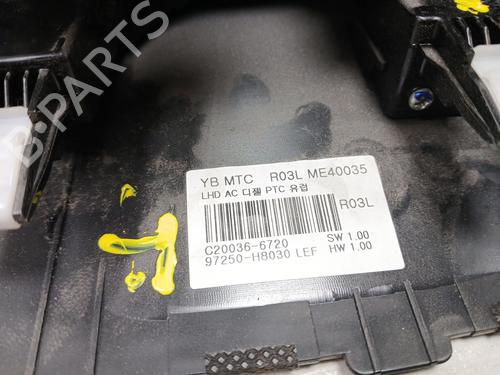 B-PARTS
YB MTC R03L ME40035
LHD AC 디젤 PTC 유럽
R03L
C20036-6720 SW 1.00
97250-H8030 LEF HW 1.00